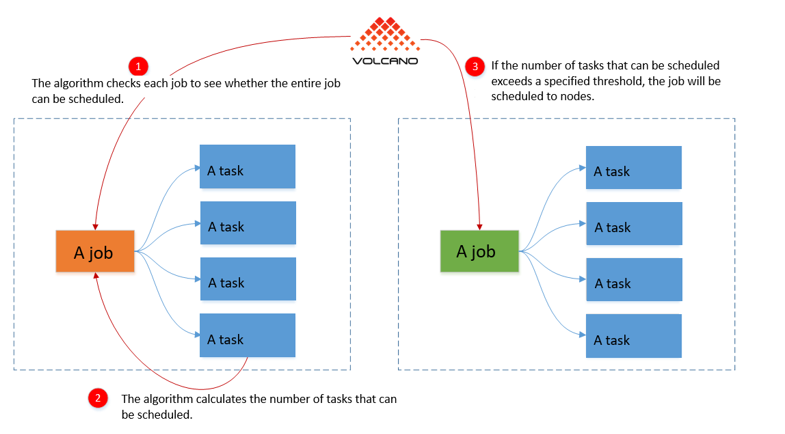 VOLCANO
1
The algorithm checks each job to see whether the entire job
can be scheduled.
3
If the number of tasks that can be scheduled
exceeds a specified threshold, the job will be
scheduled to nodes.
A job
A task
A task
A task
A task
A job
A task
A task
A task
A task
2
The algorithm calculates the number of tasks that can
be scheduled.